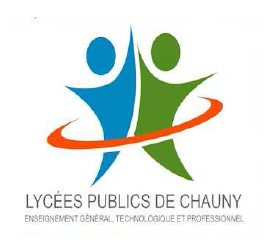 LYCÉES PUBLICS DE CHAUNY
ENSEIGNEMENT GÉNÉRAL, TECHNOLOGIQUE ET PROFESSIONNEL